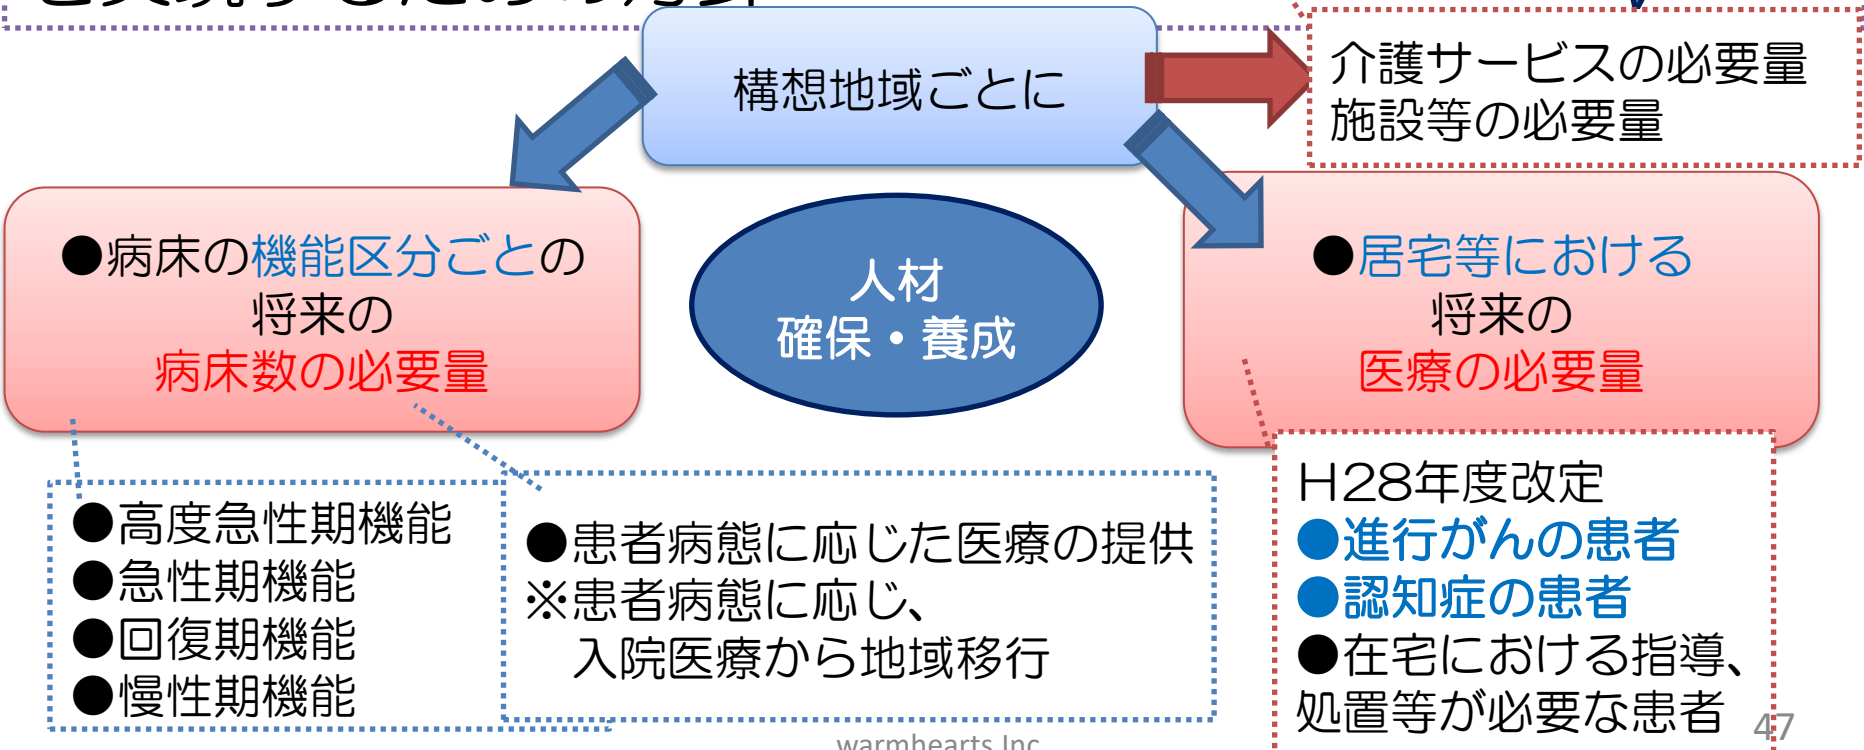 構想地域ごとに
介護サービスの必要量
施設等の必要量
●病床の機能区分ごとの
将来の
病床数の必要量
人材
確保・養成
●居宅等における
将来の
医療の必要量
●高度急性期機能
●急性期機能
●回復期機能
●慢性期機能
●患者病態に応じた医療の提供
※患者病態に応じ、
入院医療から地域移行
H28年度改定
●進行がんの患者
●認知症の患者
●在宅における指導、
処置等が必要な患者
47
warmhearts Inc